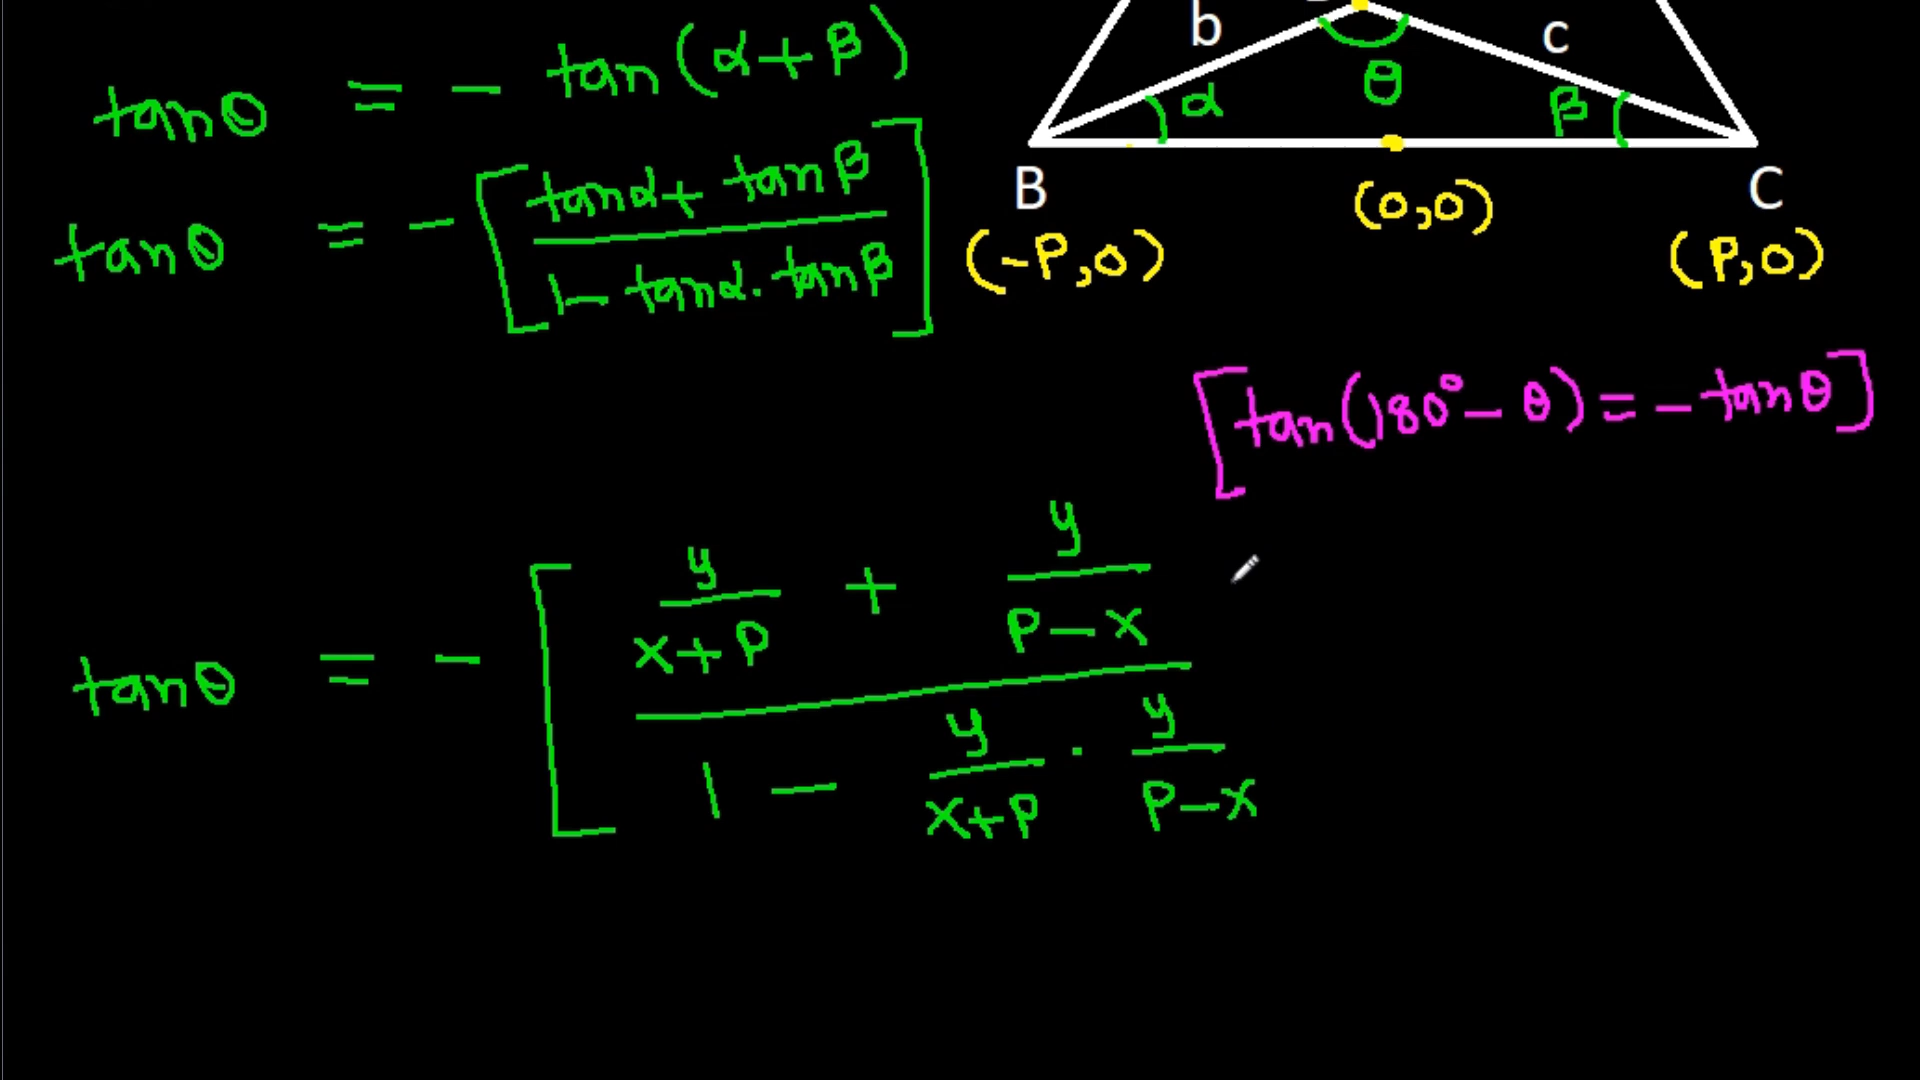 tanθ = - tan(α+β)
b
c
θ
α
β
tanθ = - [ (tanα + tanβ) / (1 - tanα . tanβ) ]
B
C
(0,0)
(-P,0)
(P,0)
[tan(180° - θ) = - tanθ]
tanθ = - [ (y/(x+P) + y/(P-x)) / (1 - y/(x+P) . y/(P-x))